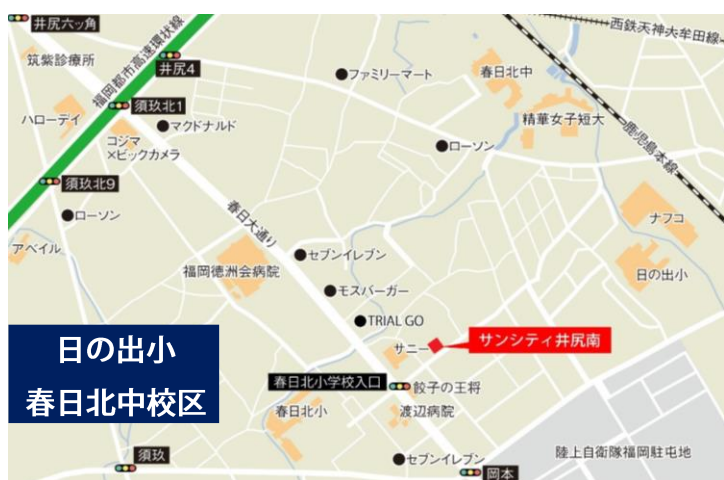 井尻六ッ角
西鉄天神大牟田線
筑紫診療所
福岡都市高速環状線
井尻4
ファミリーマート
春日北中
ハローデイ
須玖北1
マクドナルド
精華女子短大
鹿児島本線
コジマ
×ビックカメラ
ローソン
須玖北9
ローソン
春日大通り
ナフコ
アベイル
セブンイレブン
福岡徳洲会病院
日の出小
モスバーガー
TRIAL GO
サンシティ井尻南
サニー
日の出小
春日北中校区
春日北小学校入口
餃子の王将
春日北小
渡辺病院
須玖
セブンイレブン
岡本
陸上自衛隊福岡駐屯地